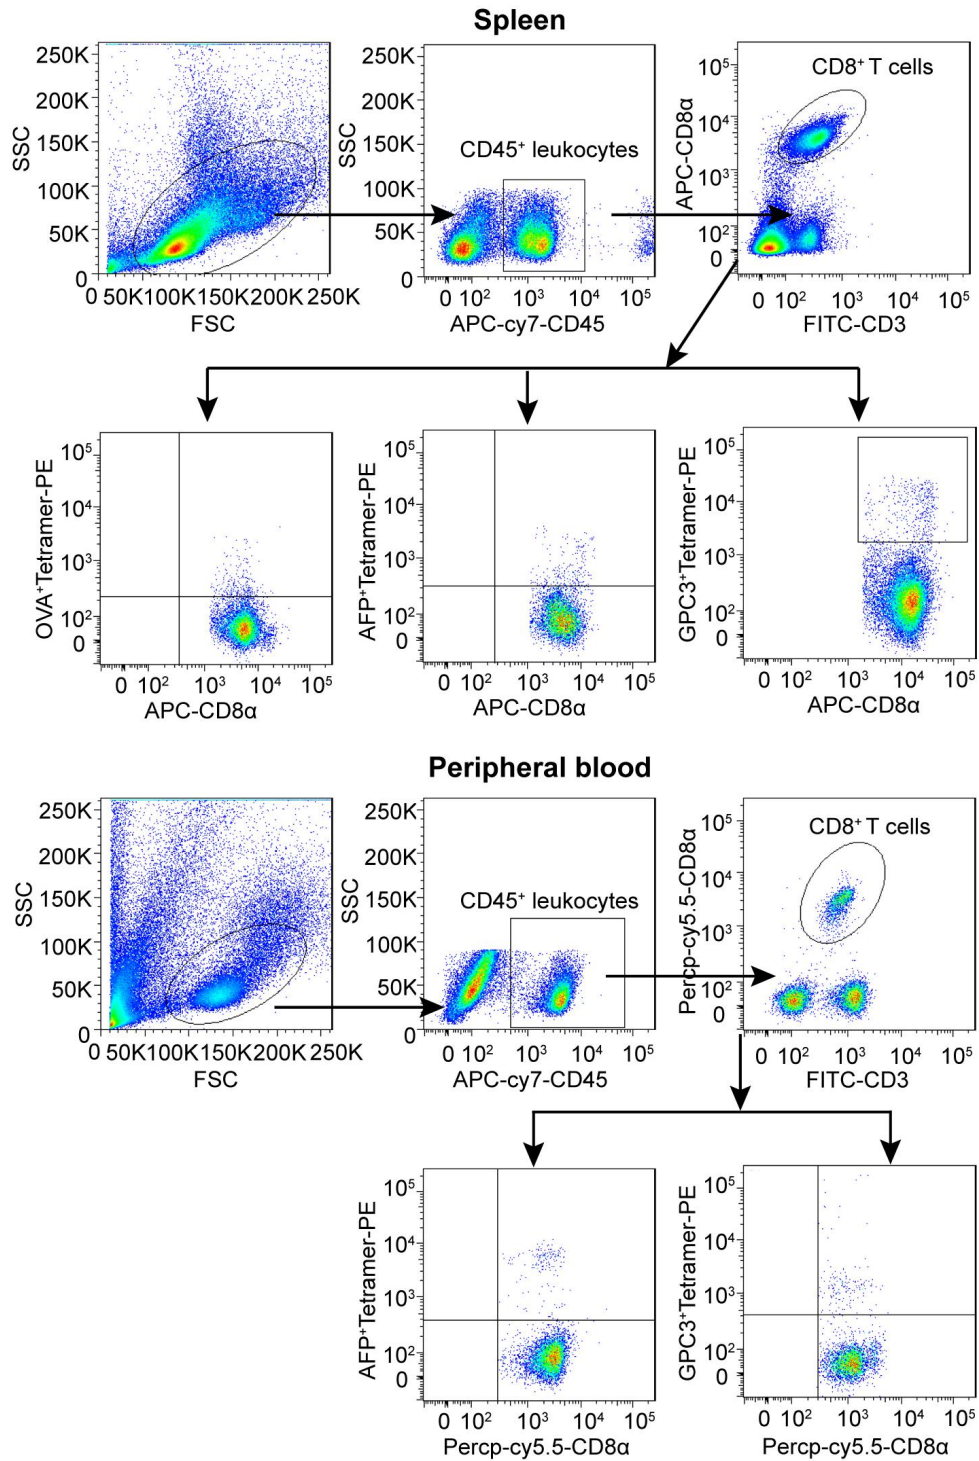 Spleen
250K
200K
150K
100K
50K
0
SSC
0 50K100K150K200K250K
FSC
250K
200K
150K
100K
50K
0
SSC
CD45⁺ leukocytes
0 10² 10³ 10⁴ 10⁵
APC-cy7-CD45
10⁵
10⁴
10³
10²
0
APC-CD8α
CD8⁺ T cells
0 10² 10³ 10⁴ 10⁵
FITC-CD3
10⁵
10⁴
10³
10²
0
OVA⁺Tetramer-PE
0 10² 10³ 10⁴ 10⁵
APC-CD8α
10⁵
10⁴
10³
10²
0
AFP⁺Tetramer-PE
0 10² 10³ 10⁴ 10⁵
APC-CD8α
10⁵
10⁴
10³
10²
0
GPC3⁺Tetramer-PE
0 10² 10³ 10⁴ 10⁵
APC-CD8α
Peripheral blood
250K
200K
150K
100K
50K
0
SSC
0 50K100K150K200K250K
FSC
250K
200K
150K
100K
50K
0
SSC
CD45⁺ leukocytes
0 10² 10³ 10⁴ 10⁵
APC-cy7-CD45
10⁵
10⁴
10³
10²
0
Percp-cy5.5-CD8α
CD8⁺ T cells
0 10² 10³ 10⁴ 10⁵
FITC-CD3
10⁵
10⁴
10³
10²
0
AFP⁺Tetramer-PE
0 10² 10³ 10⁴ 10⁵
Percp-cy5.5-CD8α
10⁵
10⁴
10³
10²
0
GPC3⁺Tetramer-PE
0 10² 10³ 10⁴ 10⁵
Percp-cy5.5-CD8α